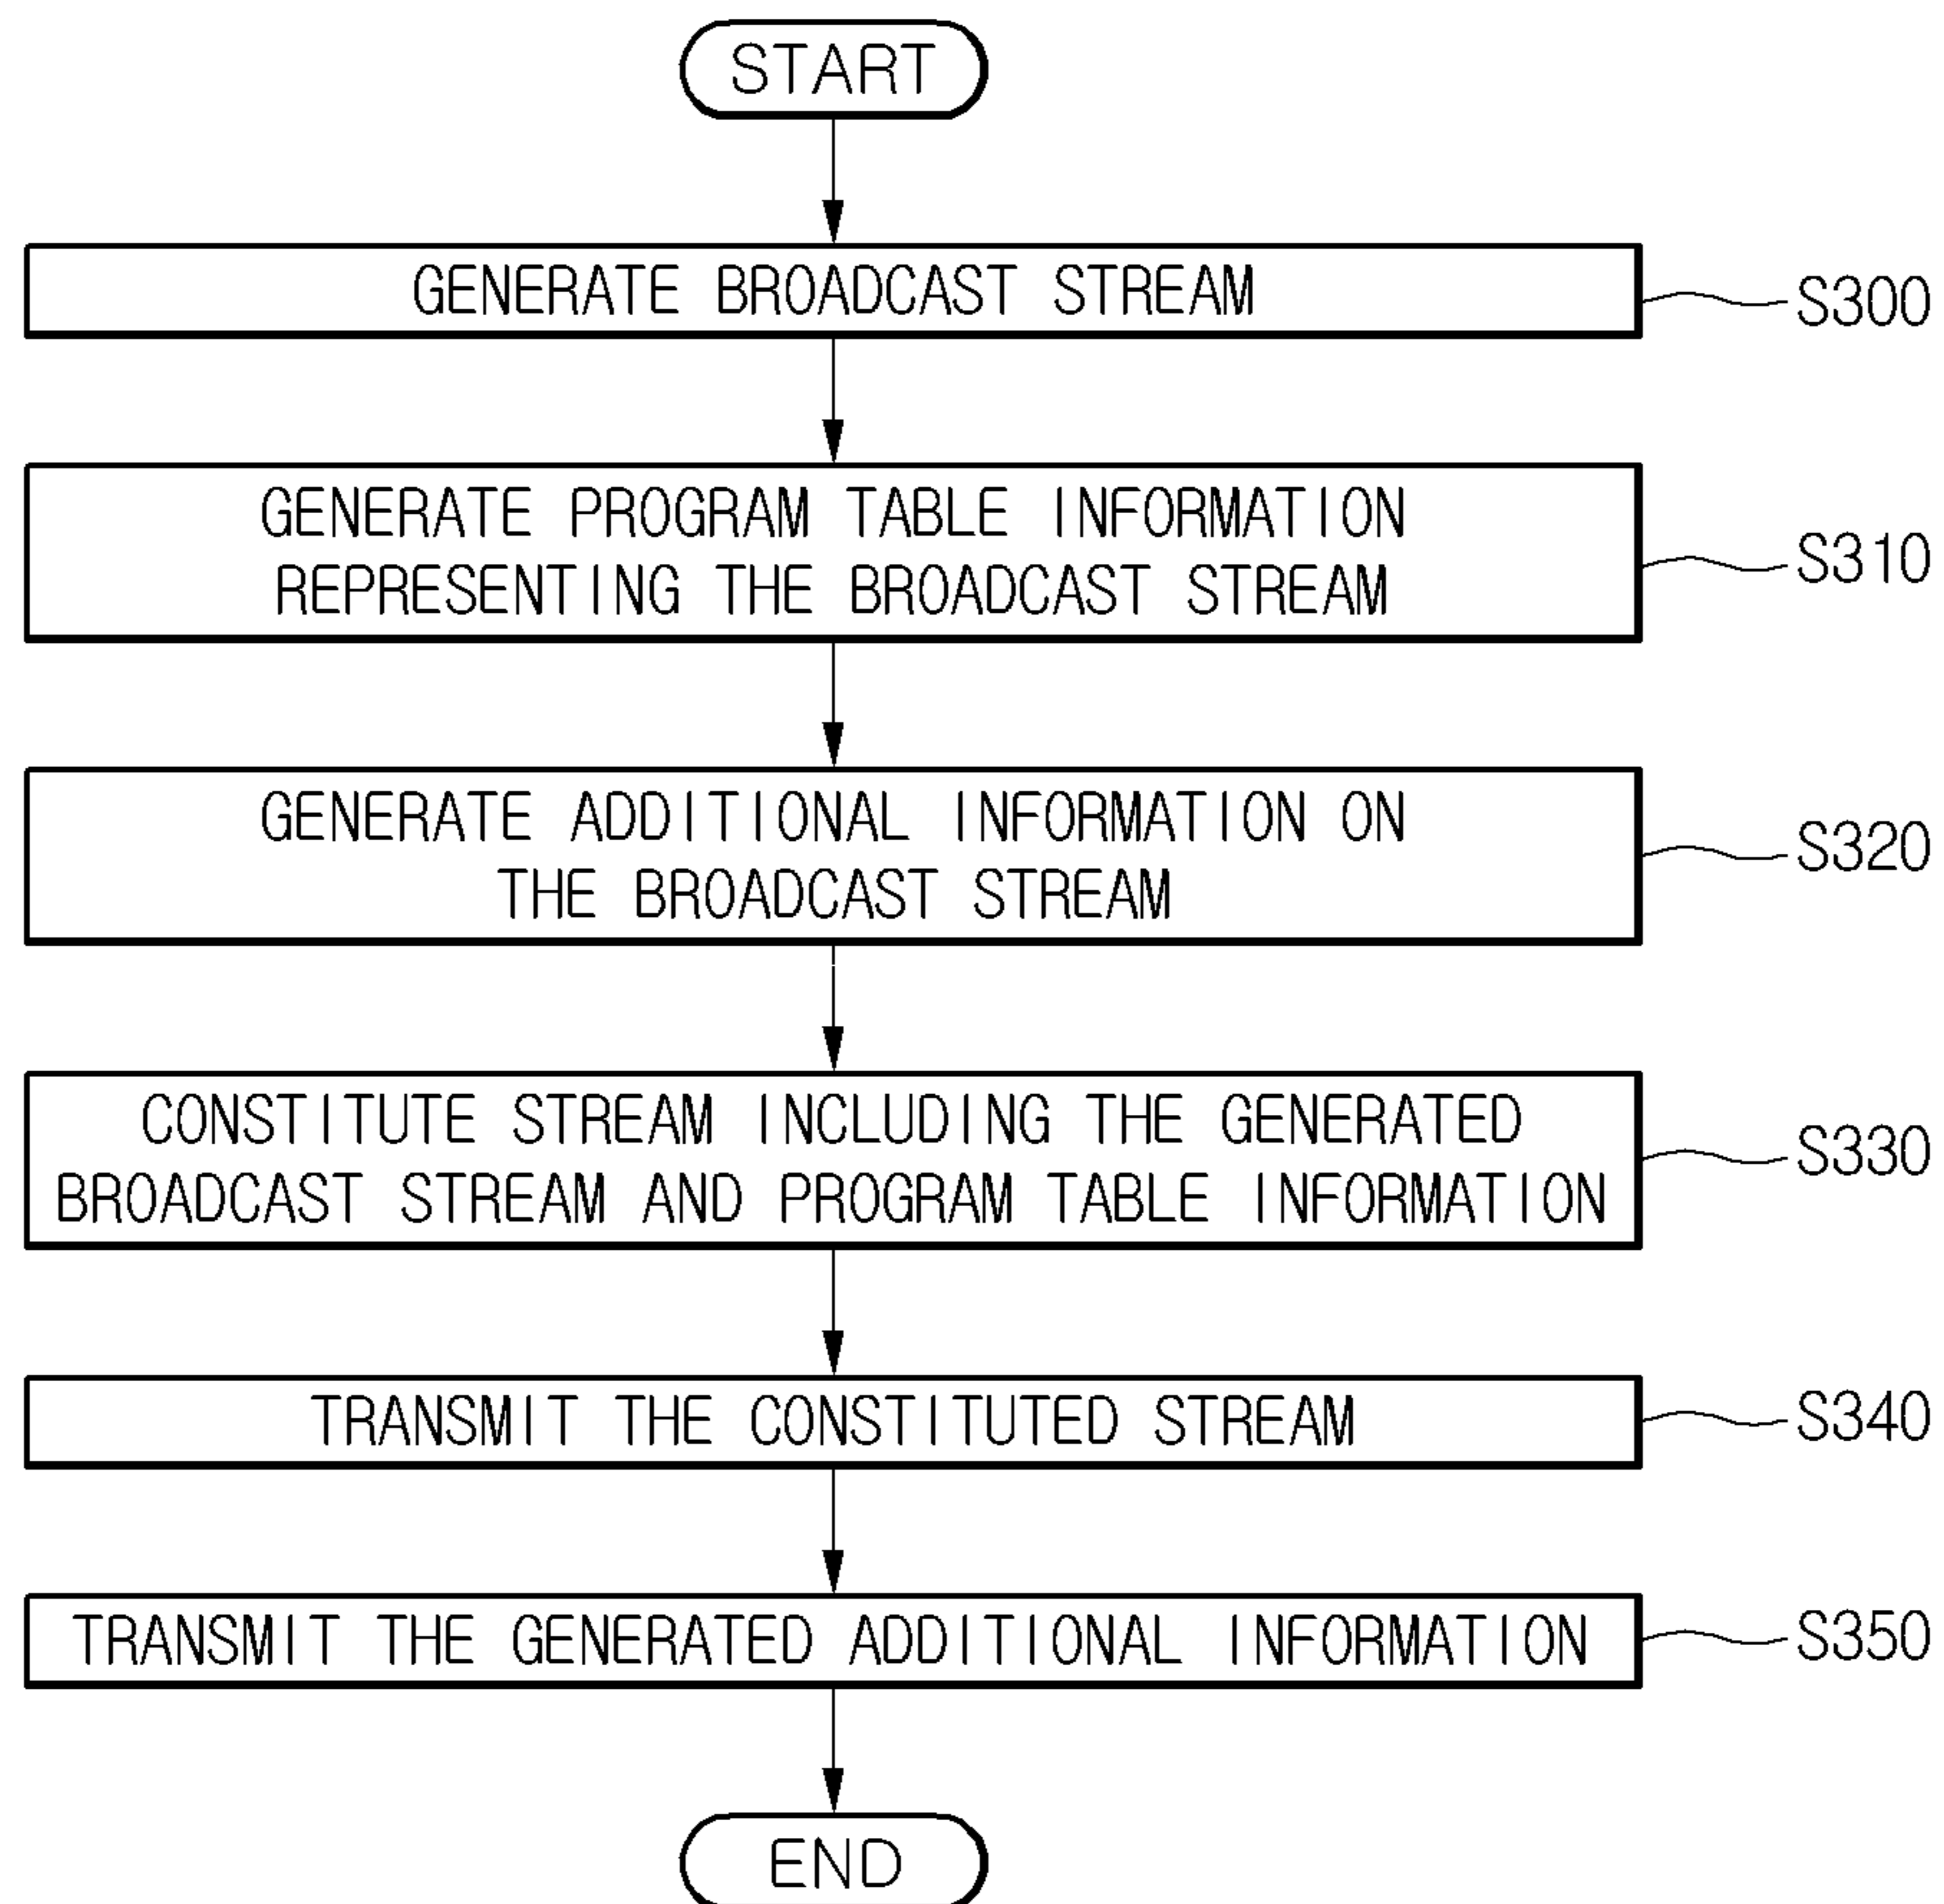 START
GENERATE BROADCAST STREAM
S300
GENERATE PROGRAM TABLE INFORMATION
REPRESENTING THE BROADCAST STREAM
S310
GENERATE ADDITIONAL INFORMATION ON
THE BROADCAST STREAM
S320
CONSTITUTE STREAM INCLUDING THE GENERATED
BROADCAST STREAM AND PROGRAM TABLE INFORMATION
S330
TRANSMIT THE CONSTITUTED STREAM
S340
TRANSMIT THE GENERATED ADDITIONAL INFORMATION
S350
END